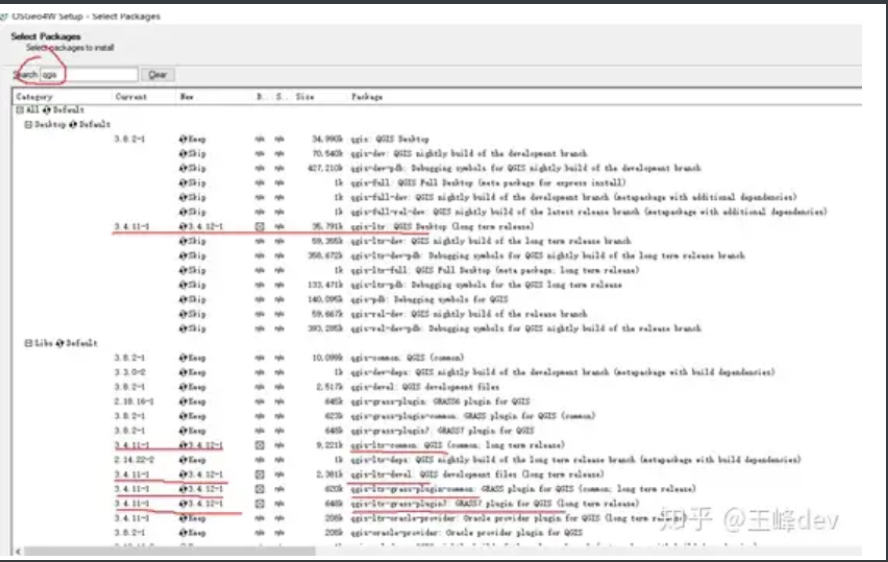 OSGeo4W Setup - Select Packages
Select Packages
Select packages to install
Search qgis Clear
Category Current New B.. S.. Size Package
All Default
Desktop Default
3.8.2-1 Keep n/a n/a 34,990k qgis: QGIS Desktop
Skip n/a n/a 70,540k qgis-dev: QGIS nightly build of the development branch
Skip n/a n/a 427,210k qgis-dev-pdb: Debugging symbols for QGIS nightly build of the development branch
Skip n/a n/a 1k qgis-full: QGIS Full Desktop (meta package for express install)
Skip n/a n/a 1k qgis-full-dev: QGIS nightly build of the development branch (metapackage with additional dependencies)
Skip n/a n/a 1k qgis-full-rel-dev: QGIS nightly build of the latest release branch (metapackage with additional dependencies)
3.4.11-1 3.4.12-1 n/a 35,791k qgis-ltr: QGIS Desktop (long term release)
Skip n/a n/a 59,355k qgis-ltr-dev: QGIS nightly build of the long term release branch
Skip n/a n/a 358,672k qgis-ltr-dev-pdb: Debugging symbols for QGIS nightly build of the long term release branch
Skip n/a n/a 1k qgis-ltr-full: QGIS Full Desktop (meta package; long term release)
Skip n/a n/a 133,471k qgis-ltr-pdb: Debugging symbols for the QGIS long term release
Skip n/a n/a 140,095k qgis-pdb: Debugging symbols for QGIS
Skip n/a n/a 59,667k qgis-rel-dev: QGIS nightly build of the release branch
Skip n/a n/a 393,285k qgis-rel-dev-pdb: Debugging symbols for QGIS nightly build of the release branch
Libs Default
3.8.2-1 Keep n/a n/a 10,099k qgis-common: QGIS (common)
3.3.0-2 Keep n/a n/a 1k qgis-dev-deps: QGIS nightly build of the development branch (metapackage with build dependencies)
3.8.2-1 Keep n/a n/a 2,517k qgis-devel: QGIS development files
2.18.16-1 Keep n/a n/a 645k qgis-grass-plugin: GRASS6 plugin for QGIS
3.8.2-1 Keep n/a n/a 623k qgis-grass-plugin-common: GRASS plugin for QGIS (common)
3.8.2-1 Keep n/a n/a 648k qgis-grass-plugin7: GRASS7 plugin for QGIS
3.4.11-1 3.4.12-1 n/a 9,221k qgis-ltr-common: QGIS (common; long term release)
2.14.22-2 Keep n/a n/a 1k qgis-ltr-deps: QGIS nightly build of the long term release branch (metapackage with build dependencies)
3.4.11-1 3.4.12-1 n/a 2,381k qgis-ltr-devel: QGIS development files (long term release)
3.4.11-1 3.4.12-1 n/a 620k qgis-ltr-grass-plugin-common: GRASS plugin for QGIS (common; long term release)
3.4.11-1 3.4.12-1 n/a 648k qgis-ltr-grass-plugin7: GRASS7 plugin for QGIS (long term release)
3.4.11-1 Keep n/a n/a 206k qgis-ltr-oracle-provider: Oracle provider plugin for QGIS (long term release)
3.8.2-1 Keep n/a n/a qgis-oracle-provider: Oracle provider plugin for QGIS
知乎 @王峰dev